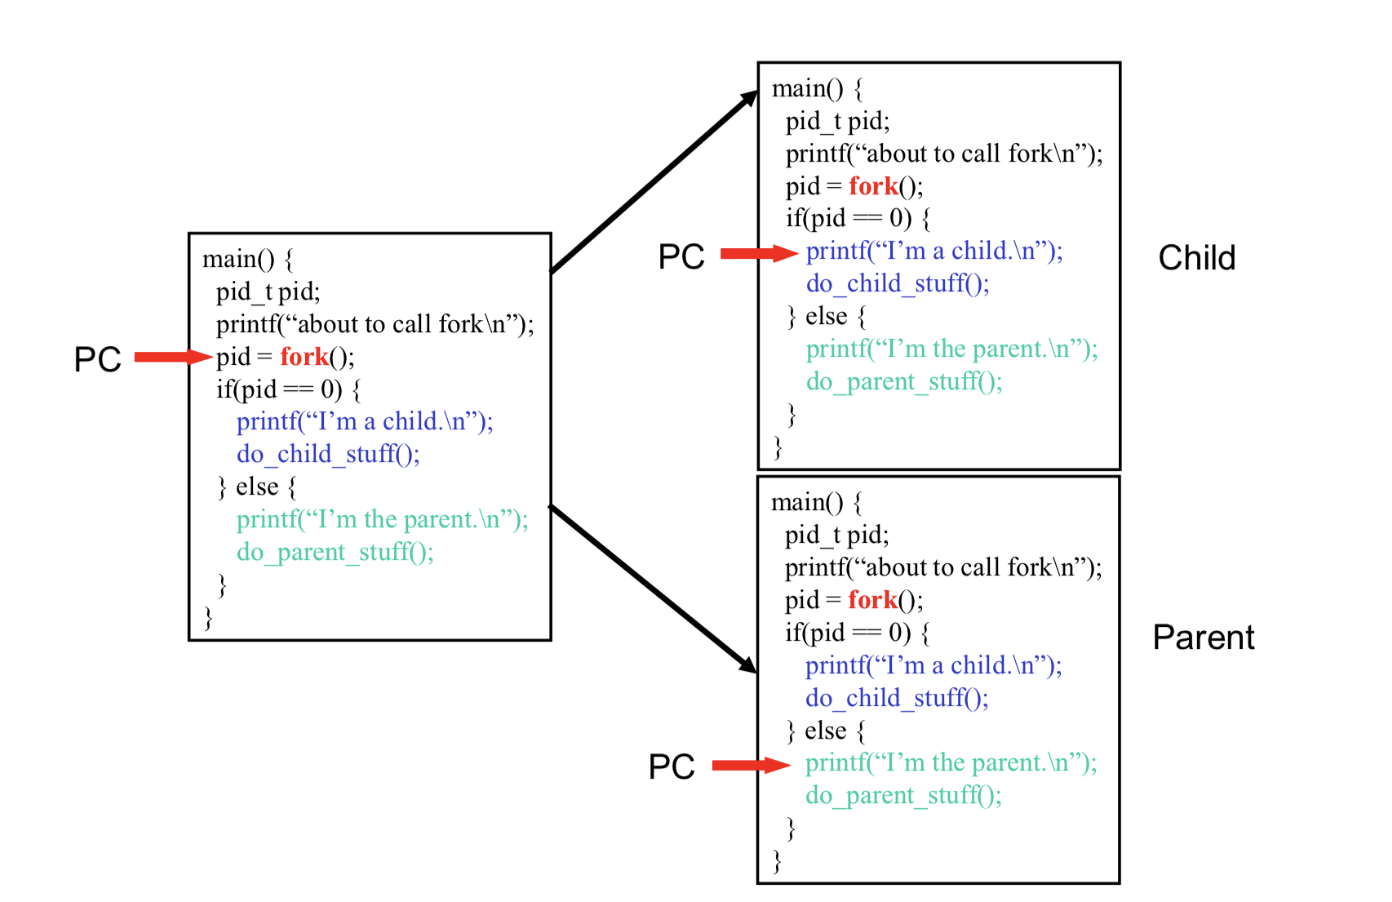 PC
main() {
pid_t pid;
printf(“about to call fork\n”);
pid = fork();
if(pid == 0) {
printf(“I’m a child.\n”);
do_child_stuff();
} else {
printf(“I’m the parent.\n”);
do_parent_stuff();
}
}
PC
main() {
pid_t pid;
printf(“about to call fork\n”);
pid = fork();
if(pid == 0) {
printf(“I’m a child.\n”);
do_child_stuff();
} else {
printf(“I’m the parent.\n”);
do_parent_stuff();
}
}
Child
PC
main() {
pid_t pid;
printf(“about to call fork\n”);
pid = fork();
if(pid == 0) {
printf(“I’m a child.\n”);
do_child_stuff();
} else {
printf(“I’m the parent.\n”);
do_parent_stuff();
}
}
Parent